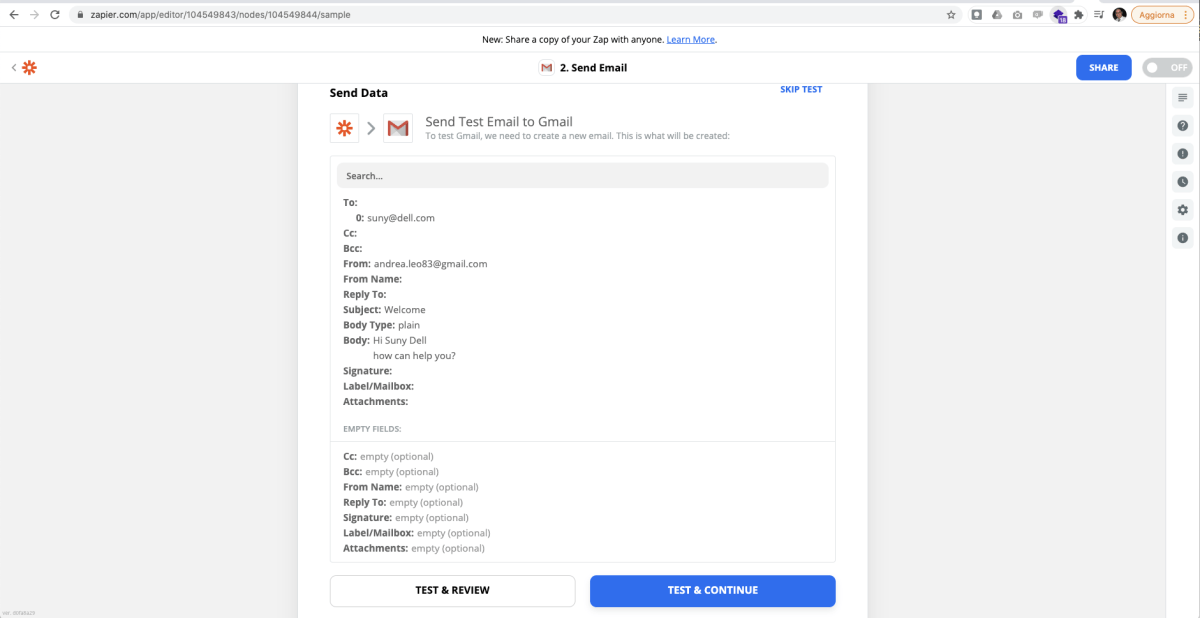 zapier.com/app/editor/104549843/nodes/104549844/sample
Aggiorna
New: Share a copy of your Zap with anyone. Learn More.
2. Send Email
SHARE
OFF
Send Data
SKIP TEST
Send Test Email to Gmail
To test Gmail, we need to create a new email. This is what will be created:
Search...
To:
0: suny@dell.com
Cc:
Bcc:
From: andrea.leo83@gmail.com
From Name:
Reply To:
Subject: Welcome
Body Type: plain
Body: Hi Suny Dell
how can help you?
Signature:
Label/Mailbox:
Attachments:
EMPTY FIELDS:
Cc: empty (optional)
Bcc: empty (optional)
From Name: empty (optional)
Reply To: empty (optional)
Signature: empty (optional)
Label/Mailbox: empty (optional)
Attachments: empty (optional)
TEST & REVIEW
TEST & CONTINUE